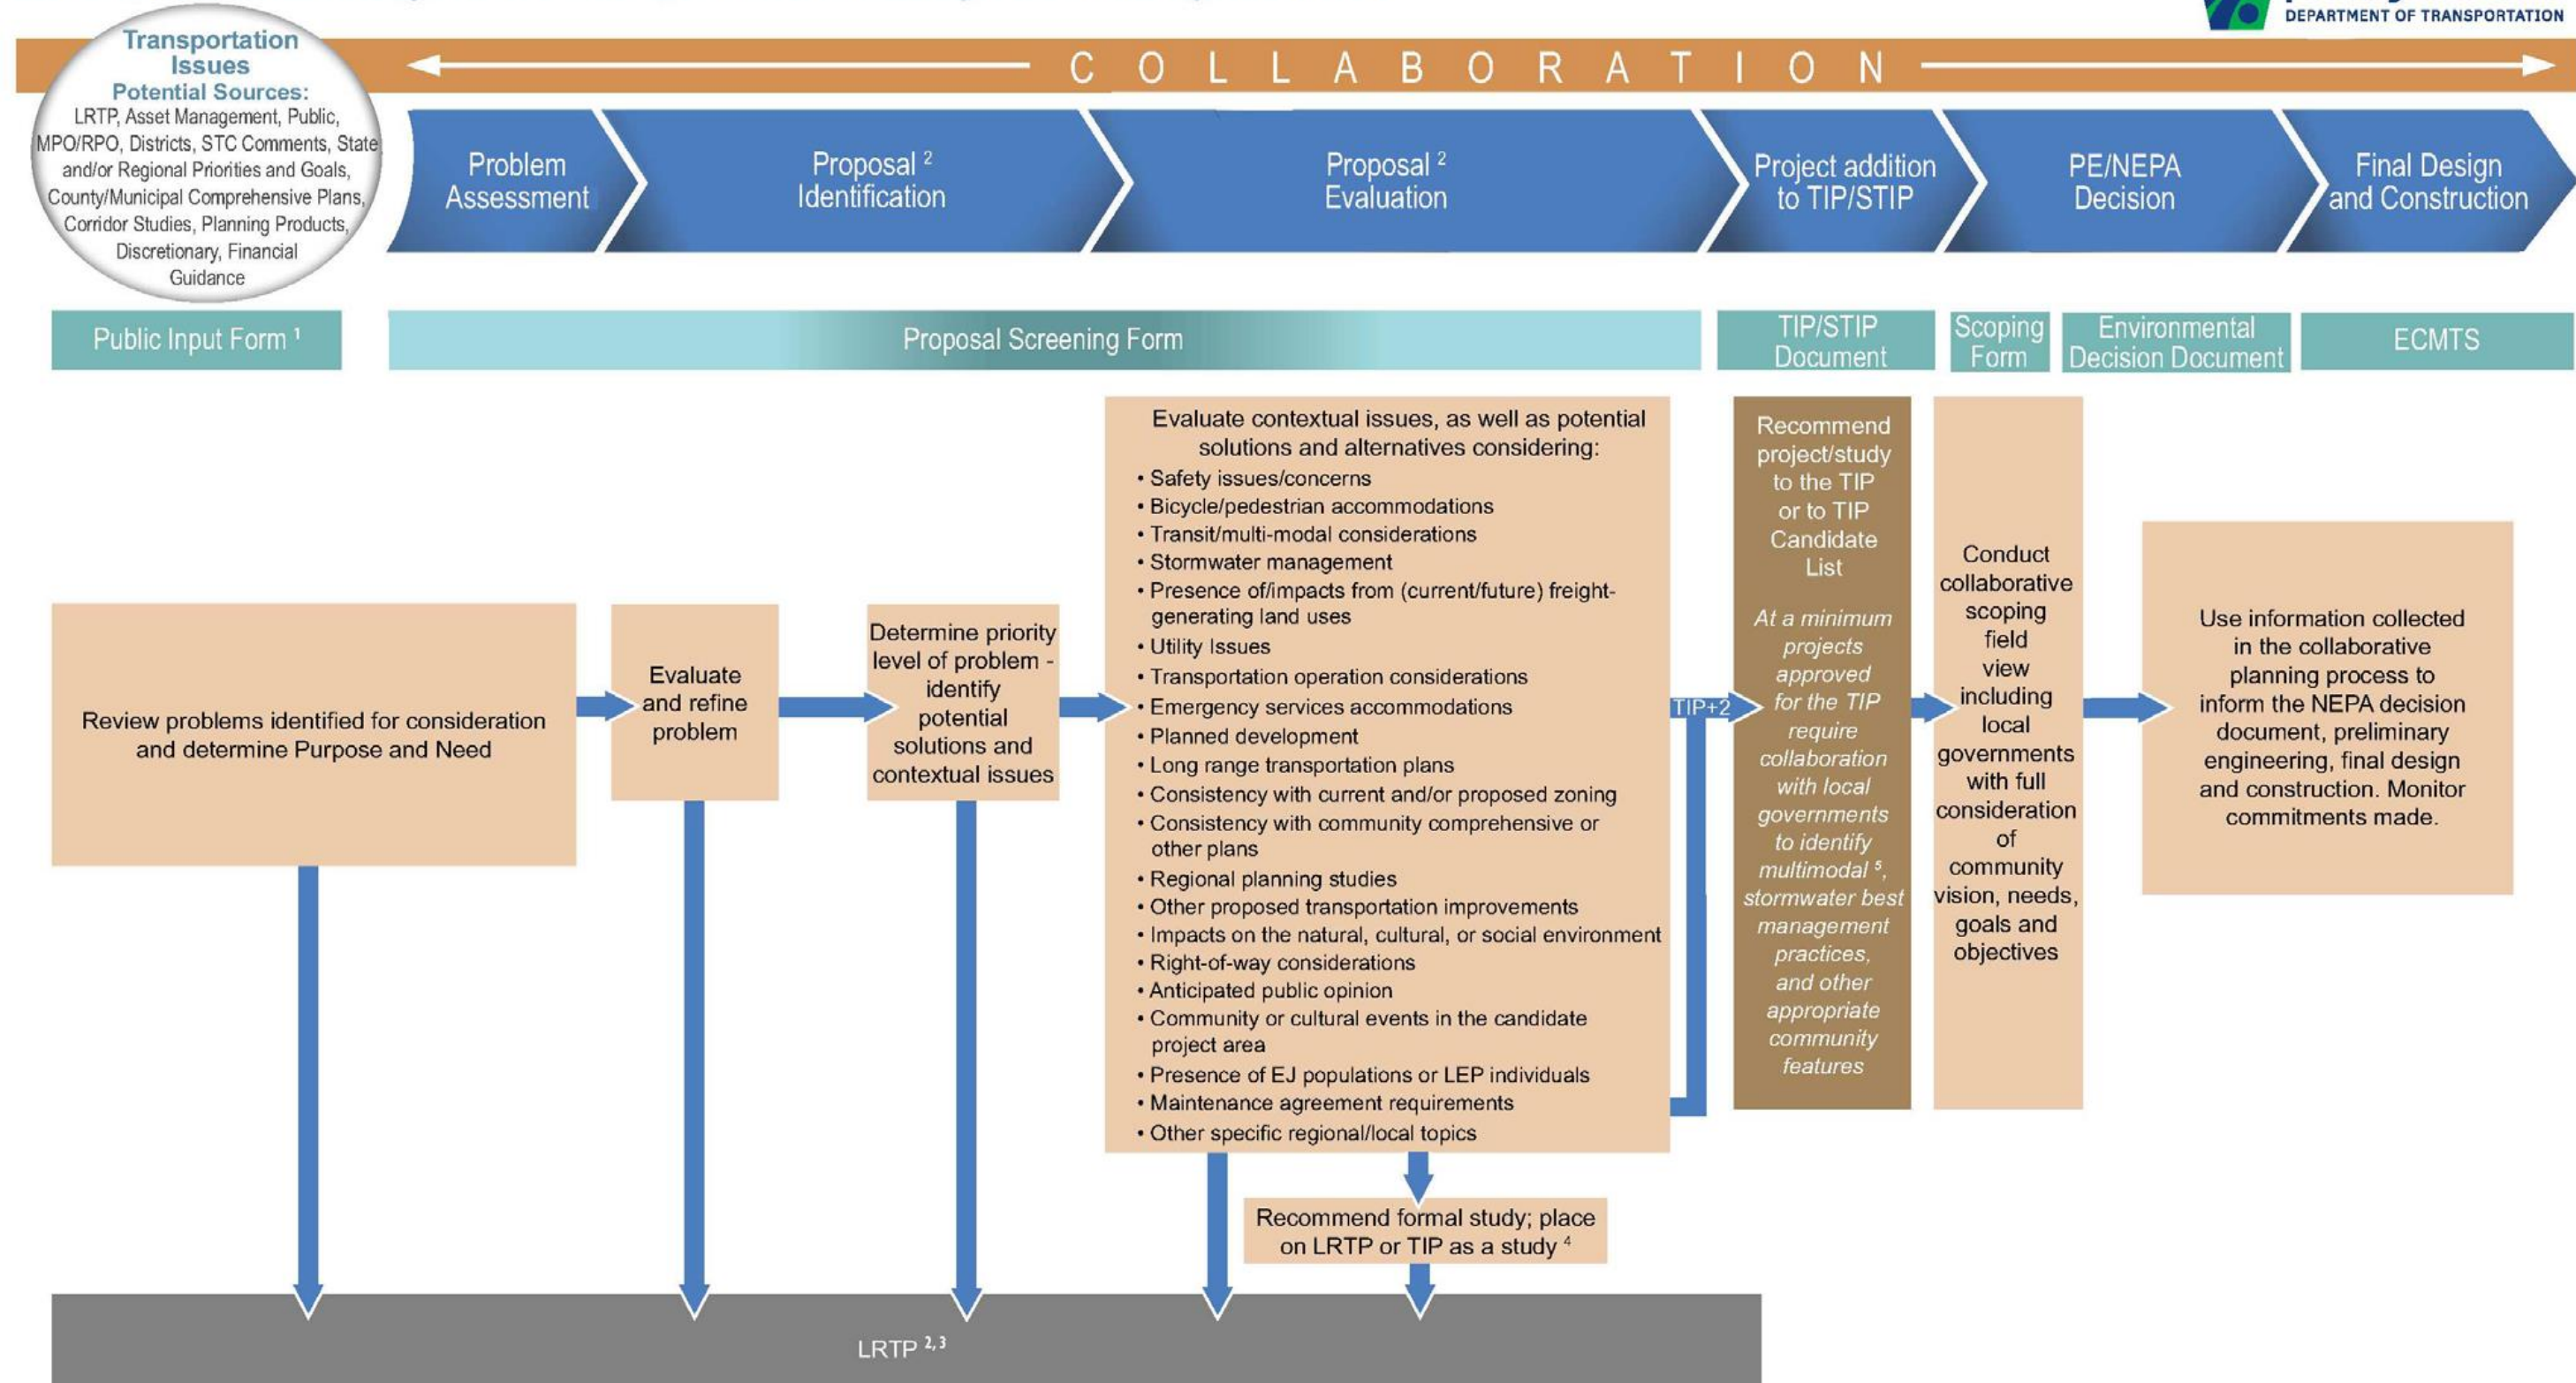 DEPARTMENT OF TRANSPORTATION
Transportation
Issues
Potential Sources:
LRTP, Asset Management, Public,
MPO/RPO, Districts, STC Comments, State
and/or Regional Priorities and Goals,
County/Municipal Comprehensive Plans,
Corridor Studies, Planning Products,
Discretionary, Financial
Guidance
COLLABORATION
Problem
Assessment
Proposal ²
Identification
Proposal ²
Evaluation
Project addition
to TIP/STIP
PE/NEPA
Decision
Final Design
and Construction
Public Input Form ¹
Proposal Screening Form
TIP/STIP
Document
Scoping
Form
Environmental
Decision Document
ECMTS
Review problems identified for consideration
and determine Purpose and Need
Evaluate
and refine
problem
Determine priority
level of problem -
identify
potential
solutions and
contextual issues
Evaluate contextual issues, as well as potential
solutions and alternatives considering:
• Safety issues/concerns
• Bicycle/pedestrian accommodations
• Transit/multi-modal considerations
• Stormwater management
• Presence of/impacts from (current/future) freight-
generating land uses
• Utility Issues
• Transportation operation considerations
• Emergency services accommodations
• Planned development
• Long range transportation plans
• Consistency with current and/or proposed zoning
• Consistency with community comprehensive or
other plans
• Regional planning studies
• Other proposed transportation improvements
• Impacts on the natural, cultural, or social environment
• Right-of-way considerations
• Anticipated public opinion
• Community or cultural events in the candidate
project area
• Presence of EJ populations or LEP individuals
• Maintenance agreement requirements
• Other specific regional/local topics
TIP+2
Recommend
project/study
to the TIP
or to TIP
Candidate
List
At a minimum
projects
approved
for the TIP
require
collaboration
with local
governments
to identify
multimodal ⁵,
stormwater best
management
practices,
and other
appropriate
community
features
Conduct
collaborative
scoping
field
view
including
local
governments
with full
consideration
of
community
vision, needs,
goals and
objectives
Use information collected
in the collaborative
planning process to
inform the NEPA decision
document, preliminary
engineering, final design
and construction. Monitor
commitments made.
Recommend formal study; place
on LRTP or TIP as a study ⁴
LRTP ²,³